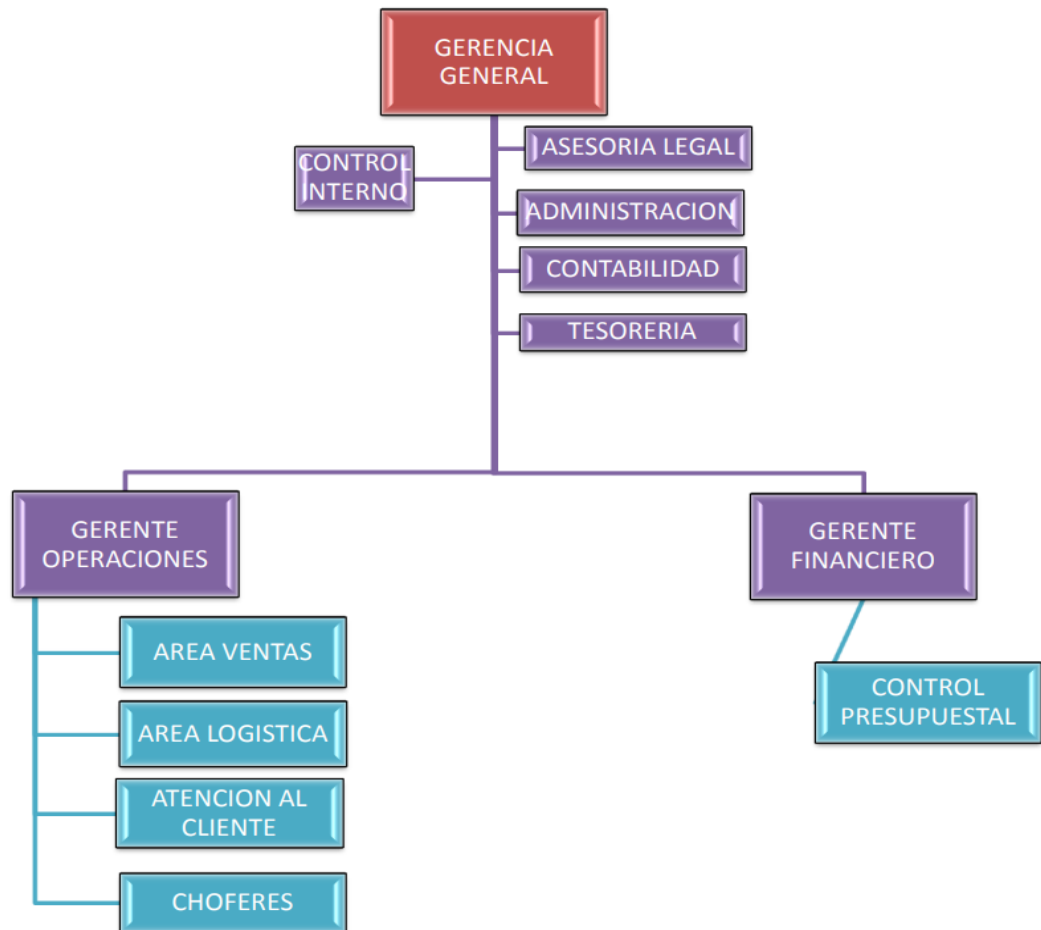 GERENCIA
GENERAL
ASESORIA LEGAL
CONTROL
INTERNO
ADMINISTRACION
CONTABILIDAD
TESORERIA
GERENTE
OPERACIONES
GERENTE
FINANCIERO
AREA VENTAS
AREA LOGISTICA
ATENCION AL
CLIENTE
CHOFERES
CONTROL
PRESUPUESTAL